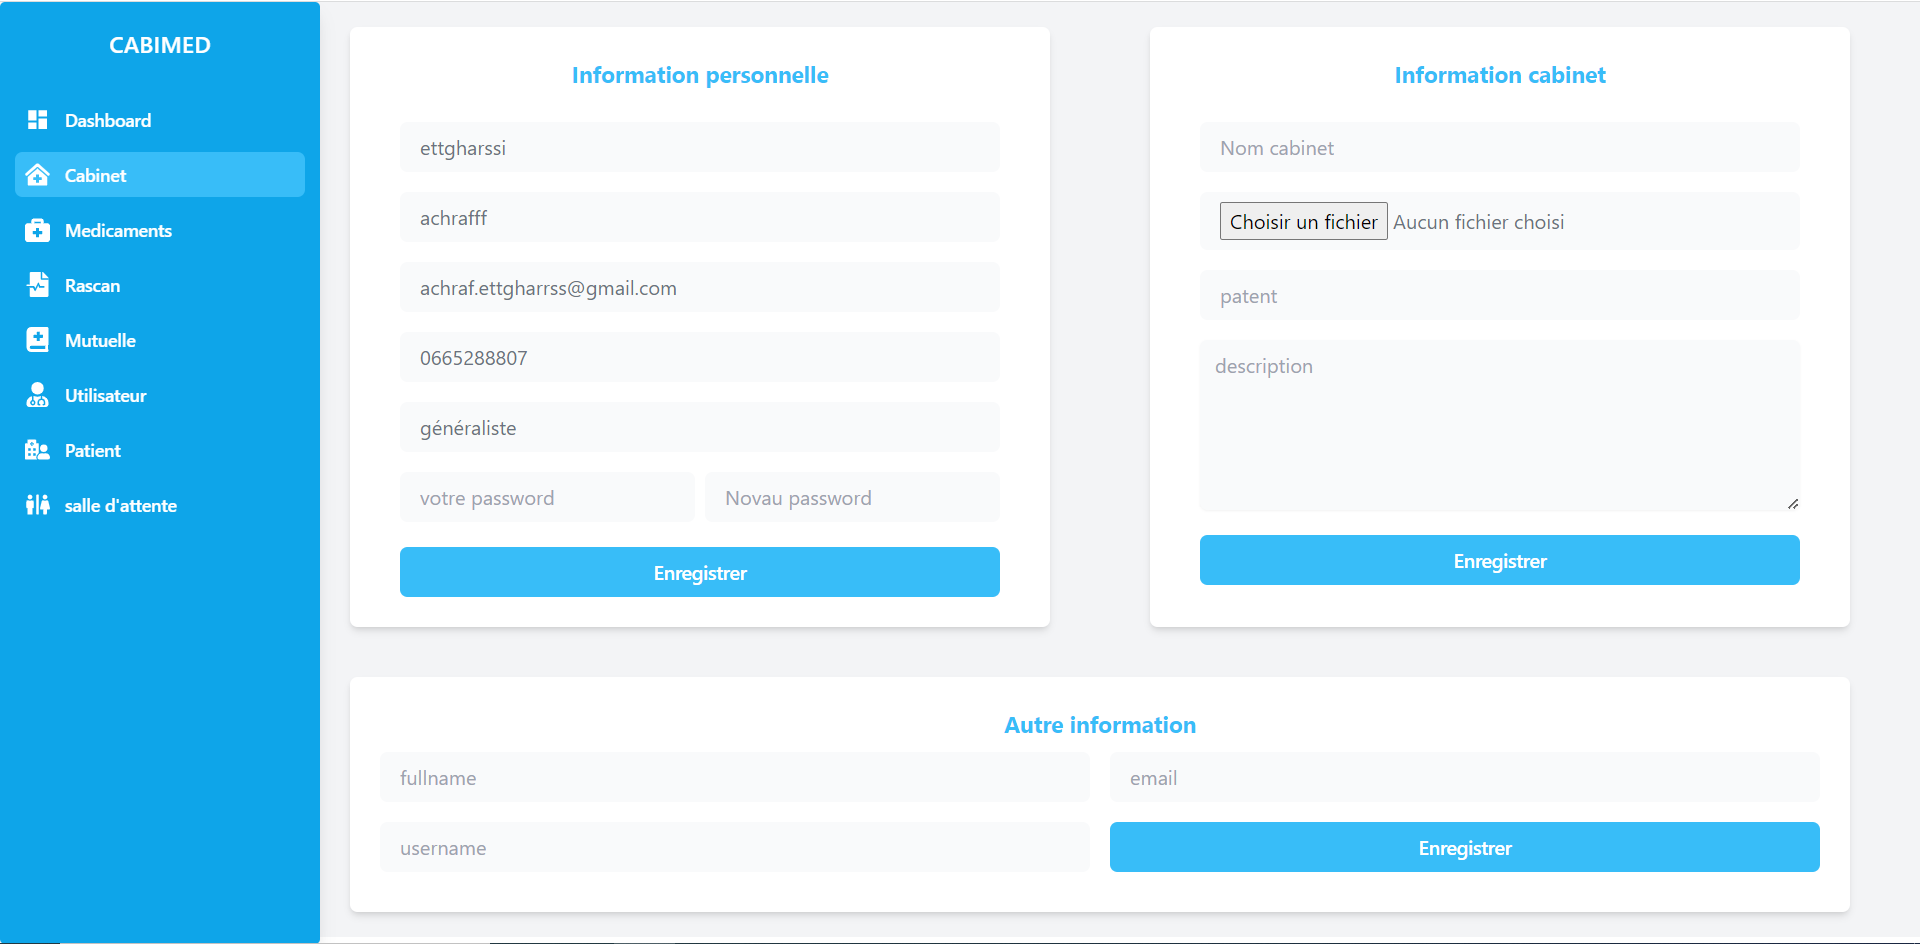 CABIMED
Dashboard
Cabinet
Medicaments
Rascan
Mutuelle
Utilisateur
Patient
salle d'attente
Information personnelle
ettgharssi
achrafff
achraf.ettgharrss@gmail.com
0665288807
généraliste
votre password
Novau password
Enregistrer
Information cabinet
Nom cabinet
Choisir un fichier Aucun fichier choisi
patent
description
Enregistrer
Autre information
fullname
email
username
Enregistrer